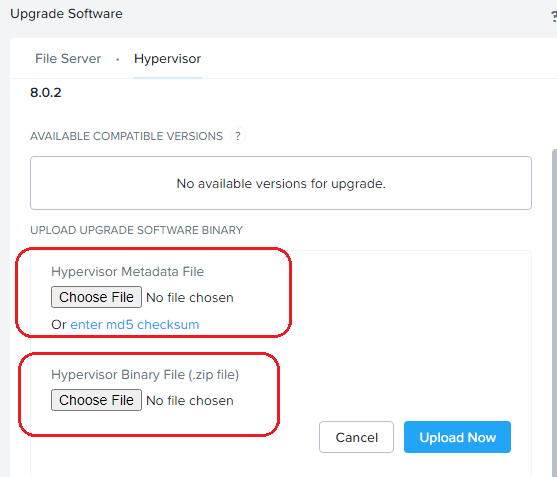 Upgrade Software
?
File Server · Hypervisor
8.0.2
AVAILABLE COMPATIBLE VERSIONS ?
No available versions for upgrade.
UPLOAD UPGRADE SOFTWARE BINARY
Hypervisor Metadata File
Choose File No file chosen
Or enter md5 checksum
Hypervisor Binary File (.zip file)
Choose File No file chosen
Cancel Upload Now